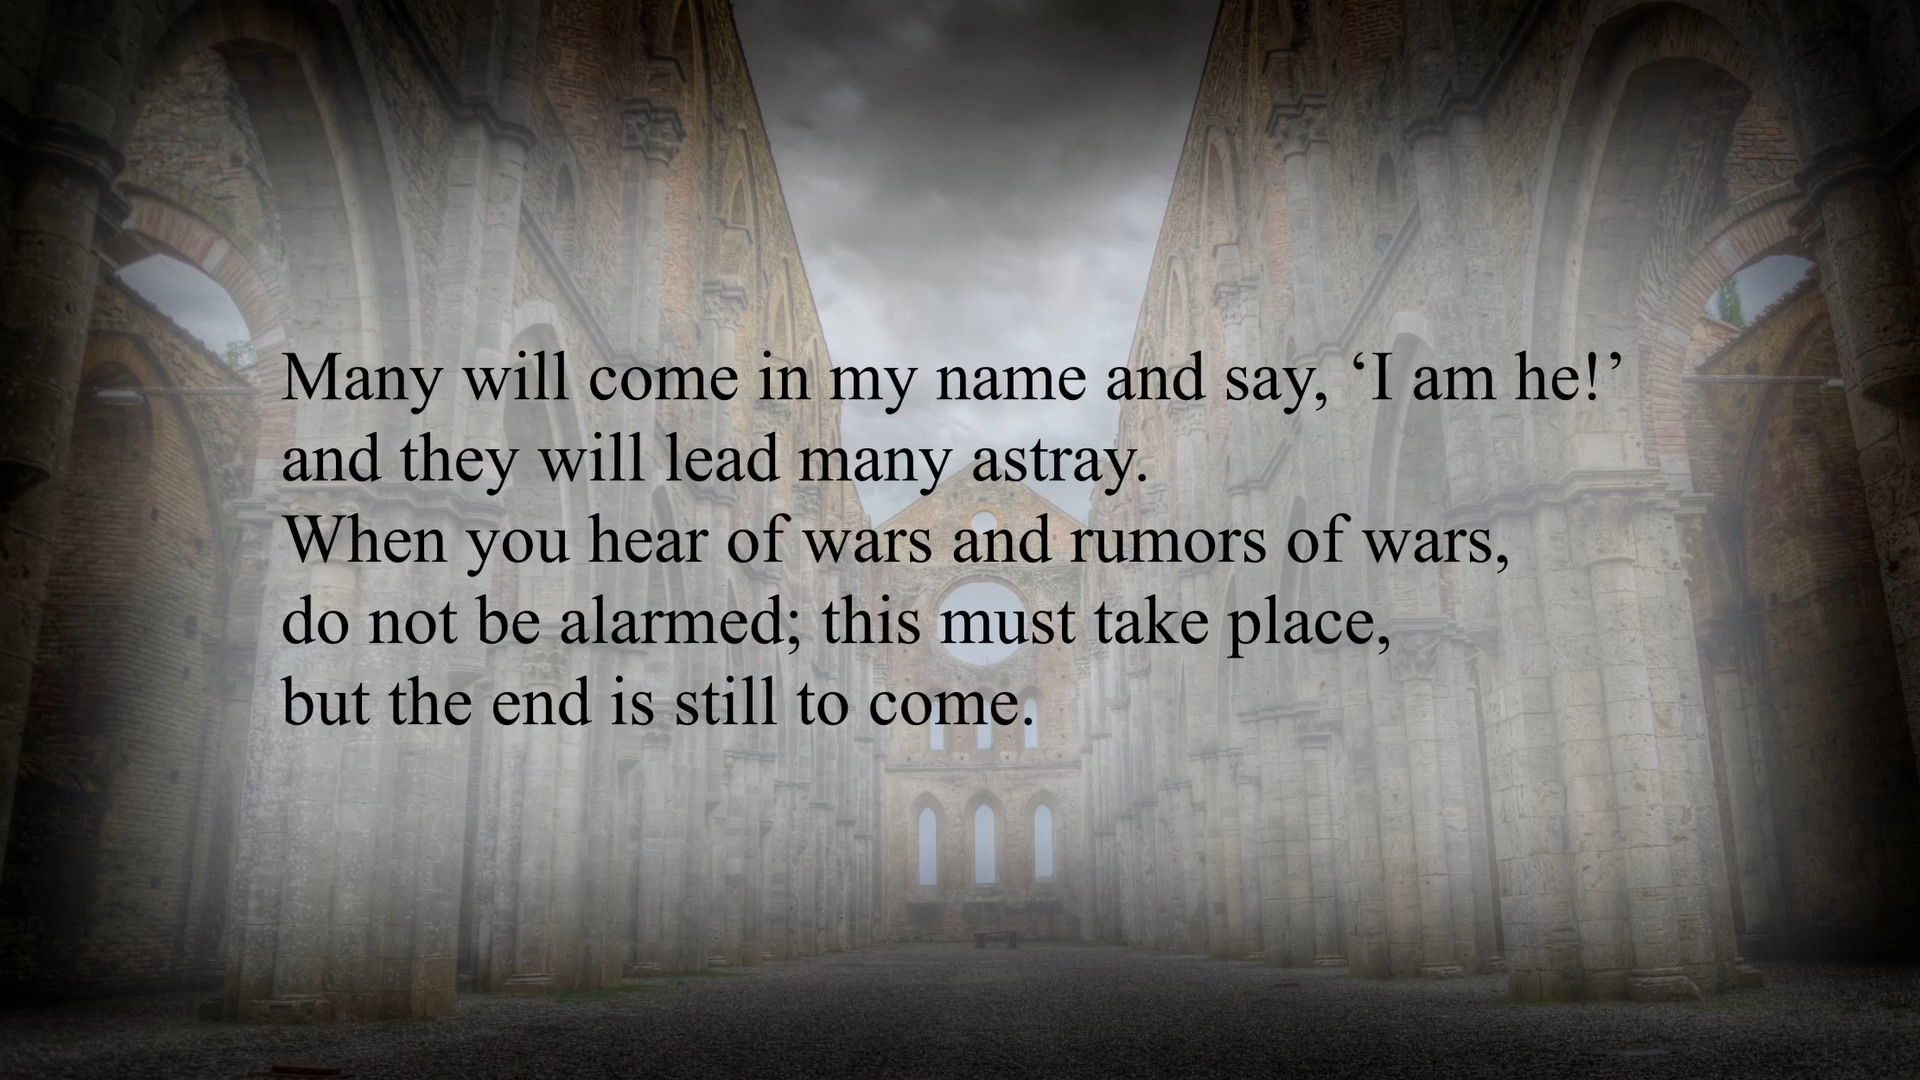 Many will come in my name and say, ‘I am he!’
and they will lead many astray.
When you hear of wars and rumors of wars,
do not be alarmed; this must take place,
but the end is still to come.